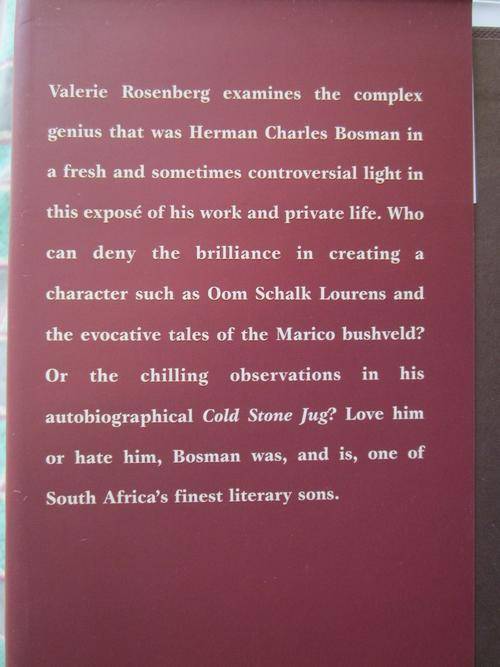 Valerie Rosenberg examines the complex
genius that was Herman Charles Bosman in
a fresh and sometimes controversial light in
this exposé of his work and private life. Who
can deny the brilliance in creating a
character such as Oom Schalk Lourens and
the evocative tales of the Marico bushveld?
Or the chilling observations in his
autobiographical Cold Stone Jug? Love him
or hate him, Bosman was, and is, one of
South Africa's finest literary sons.